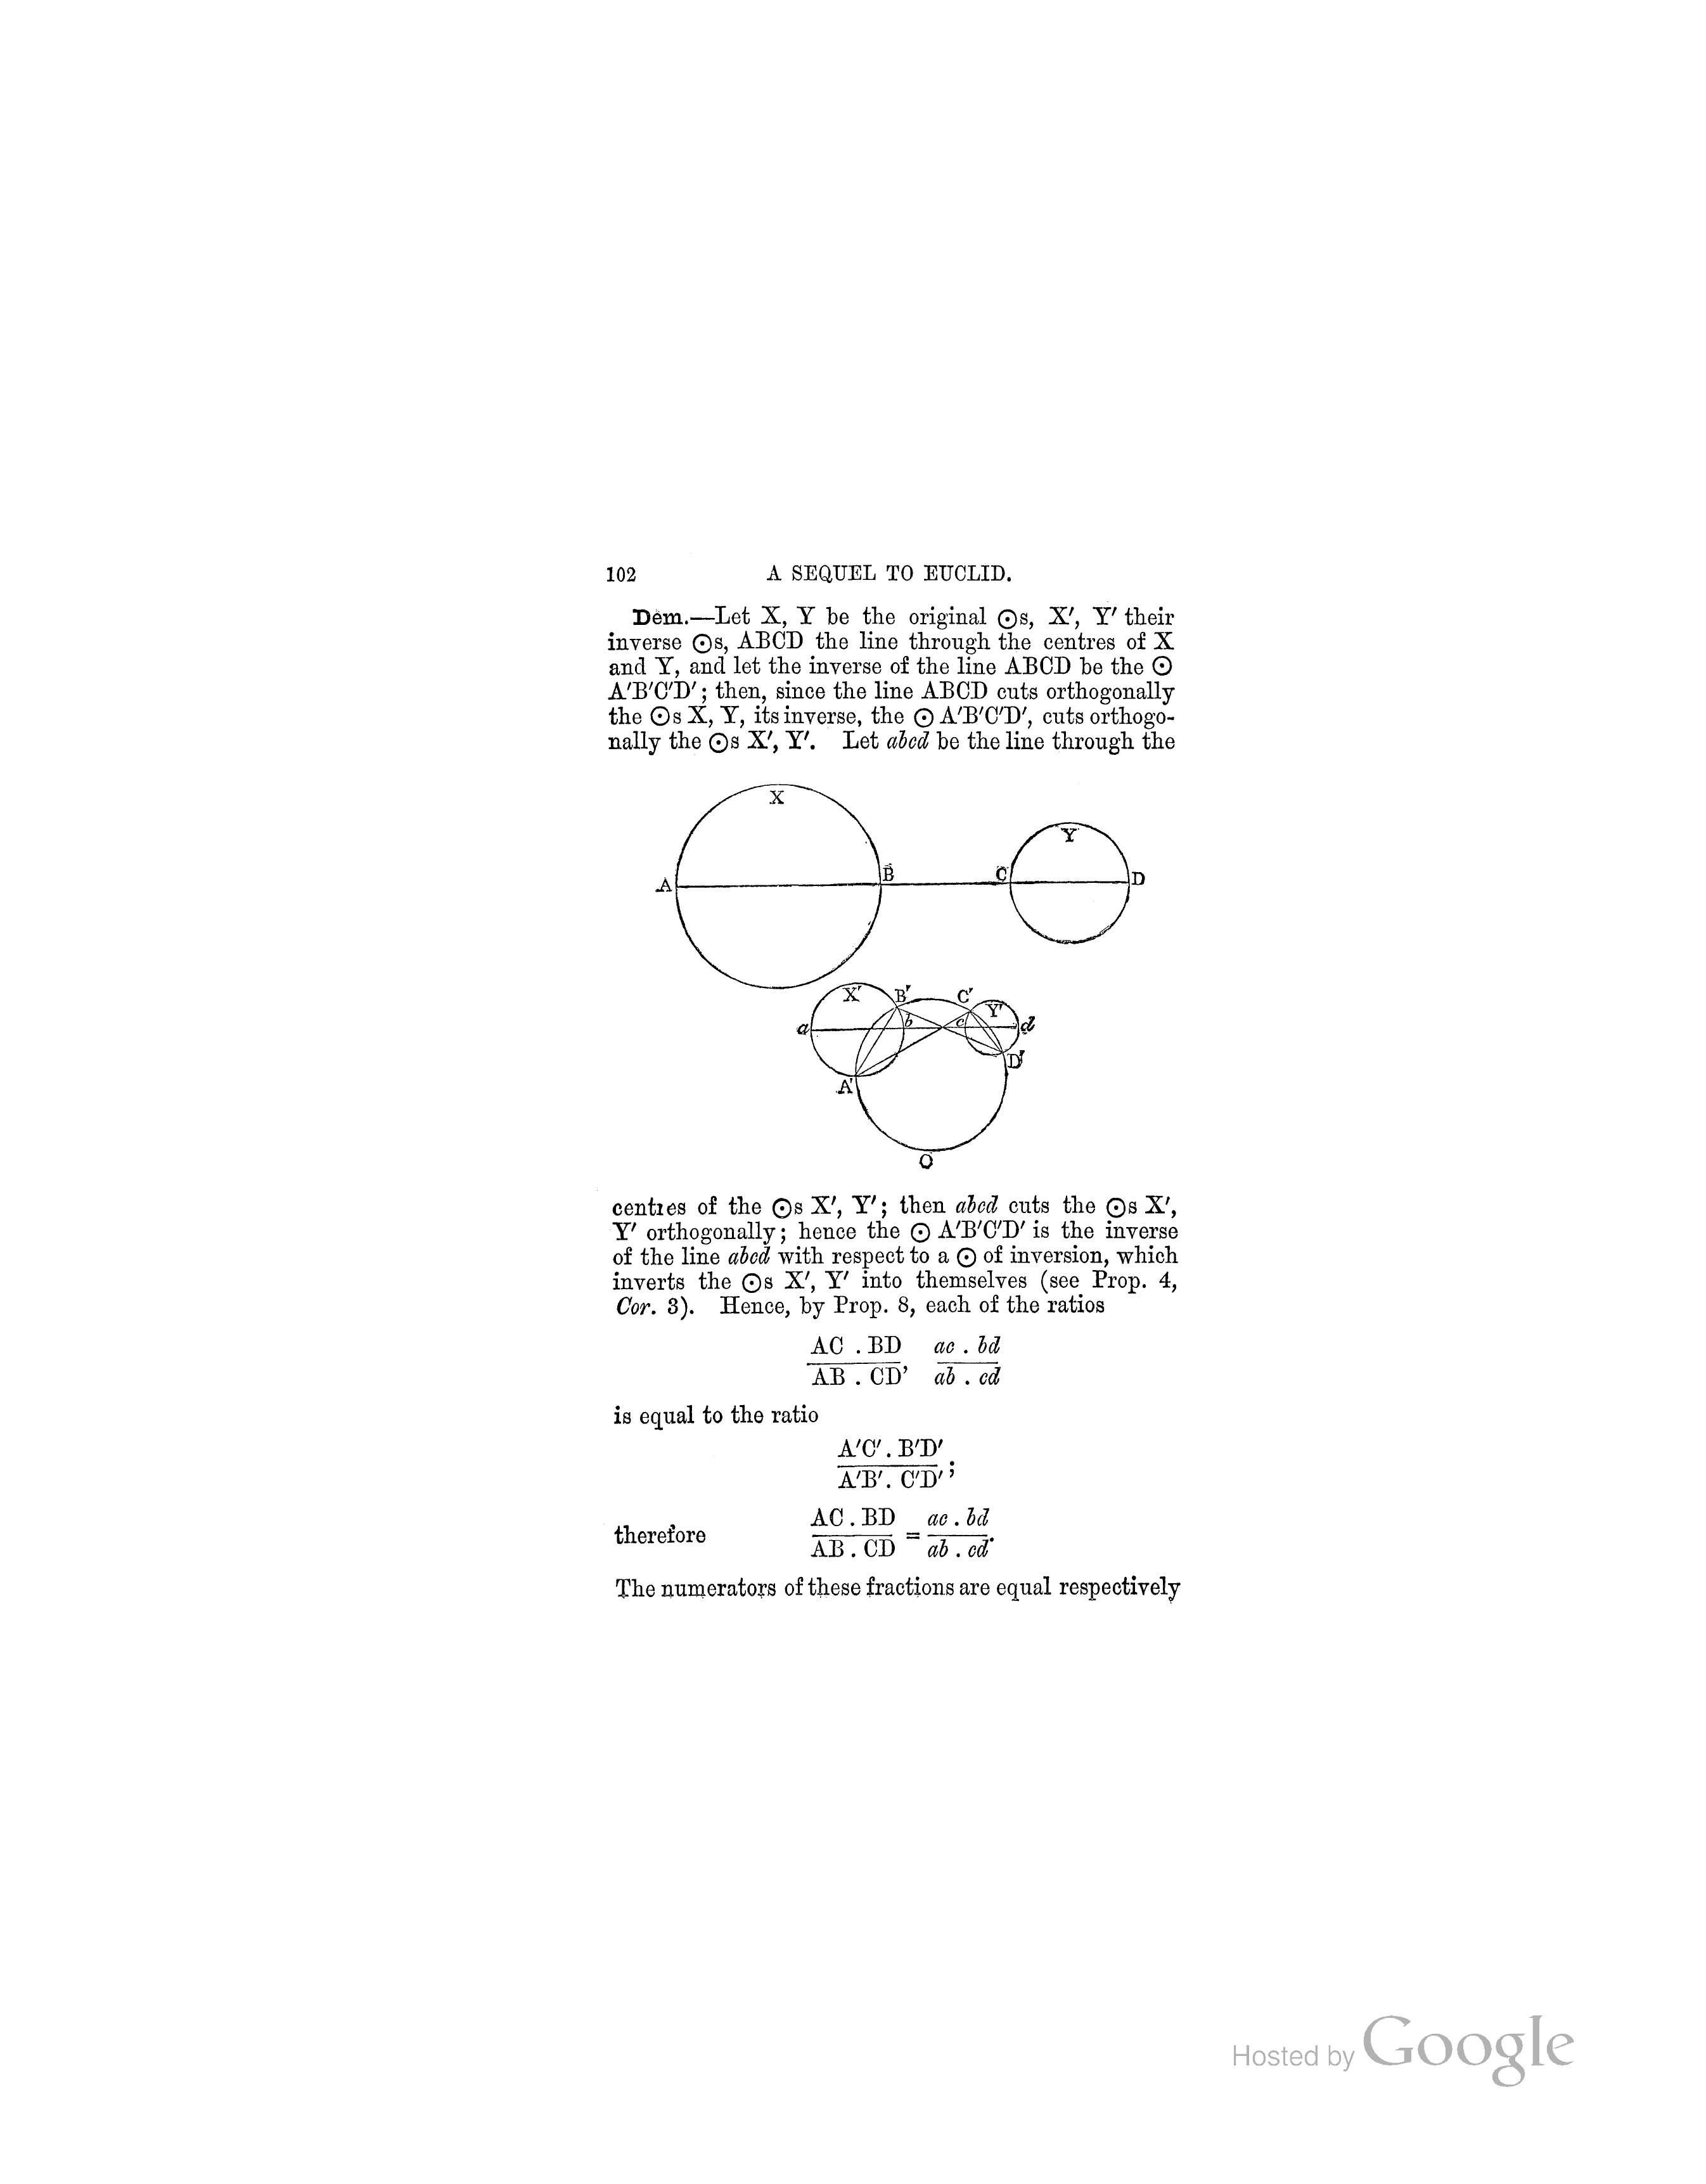 102 A SEQUEL TO EUCLID.
Dem.—Let X, Y be the original ⊙s, X′, Y′ their
inverse ⊙s, ABCD the line through the centres of X
and Y, and let the inverse of the line ABCD be the ⊙
A′B′C′D′; then, since the line ABCD cuts orthogonally
the ⊙s X, Y, its inverse, the ⊙ A′B′C′D′, cuts orthogo-
nally the ⊙s X′, Y′. Let abcd be the line through the
X
Y
A B C D
X′ B′ C′ Y′
a b c d
A′ D′
O
centres of the ⊙s X′, Y′; then abcd cuts the ⊙s X′,
Y′ orthogonally; hence the ⊙ A′B′C′D′ is the inverse
of the line abcd with respect to a ⊙ of inversion, which
inverts the ⊙s X′, Y′ into themselves (see Prop. 4,
Cor. 3). Hence, by Prop. 8, each of the ratios
AC . BD ac . bd
AB . CD, ab . cd
is equal to the ratio
A′C′. B′D′
A′B′. C′D′;
therefore AC . BD = ac . bd
AB . CD ab . cd.
The numerators of these fractions are equal respectively
Hosted by Google